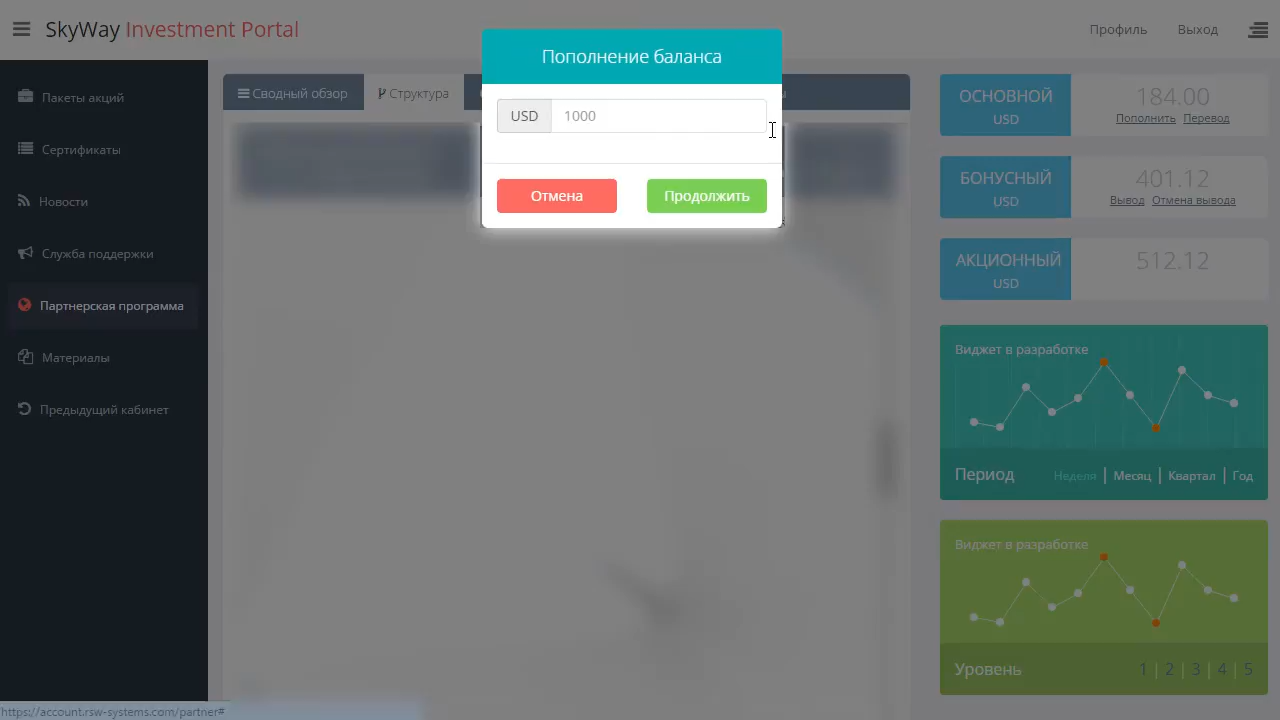 SkyWay Investment Portal
Профиль
Выход
Пакеты акций
Сертификаты
Новости
Служба поддержки
Партнерская программа
Материалы
Предыдущий кабинет
Сводный обзор
Структура
Пополнение баланса
USD
1000
Отмена
Продолжить
ОСНОВНОЙ
USD
184.00
Пополнить Перевод
БОНУСНЫЙ
USD
401.12
Вывод Отмена вывода
АКЦИОННЫЙ
USD
512.12
Виджет в разработке
Период
Неделя | Месяц | Квартал | Год
Виджет в разработке
Уровень
1 | 2 | 3 | 4 | 5
https://account.rsw-systems.com/partner#